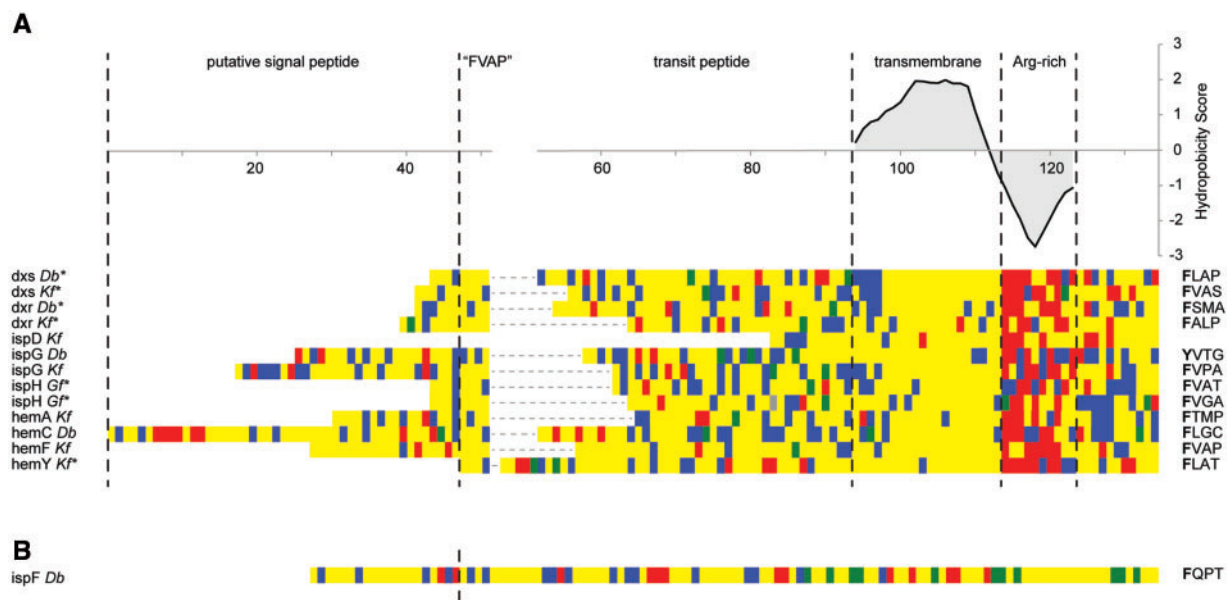 A
putative signal peptide "FVAP" transit peptide transmembrane Arg-rich
3
2
1
0
-1
-2
-3
Hydropobicity Score
20 40 60 80 100 120
dxs Db* FLAP
dxs Kf* FVAS
dxr Db* FSMA
dxr Kf* FALP
ispD Kf
ispG Db YVTG
ispG Kf FVPA
ispH Gf* FVAT
ispH Gf* FVGA
hemA Kf FTMP
hemC Db FLGC
hemF Kf FVAP
hemY Kf* FLAT
B
ispF Db FQPT